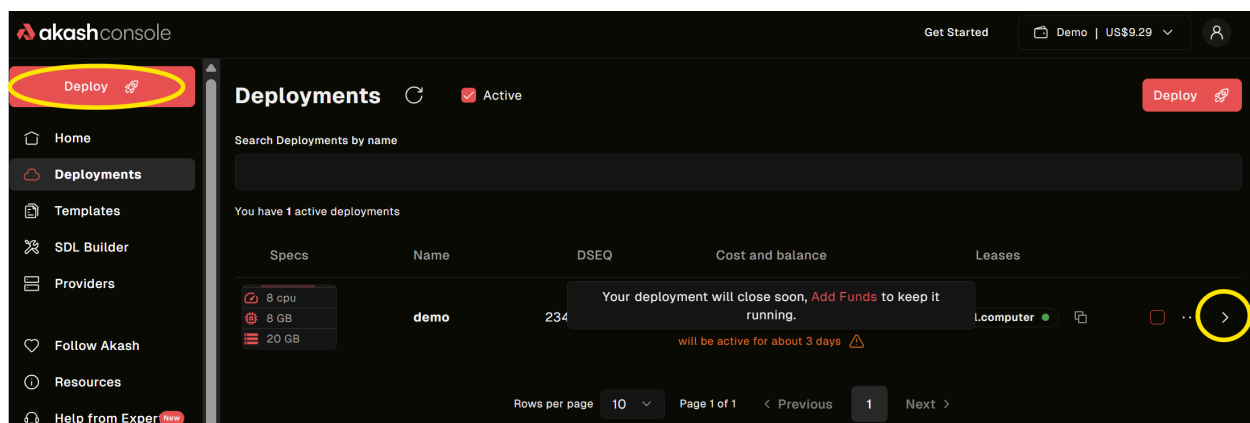 akashconsole
Get Started
Demo | US$9.29
Deploy
Home
Deployments
Templates
SDL Builder
Providers
Follow Akash
Resources
Help from Exper
New
Deployments
Active
Deploy
Search Deployments by name
You have 1 active deployments
Specs Name DSEQ Cost and balance Leases
8 cpu
8 GB
20 GB
demo
234
Your deployment will close soon, Add Funds to keep it
running.
will be active for about 3 days
l.computer
Rows per page 10 Page 1 of 1 < Previous 1 Next >